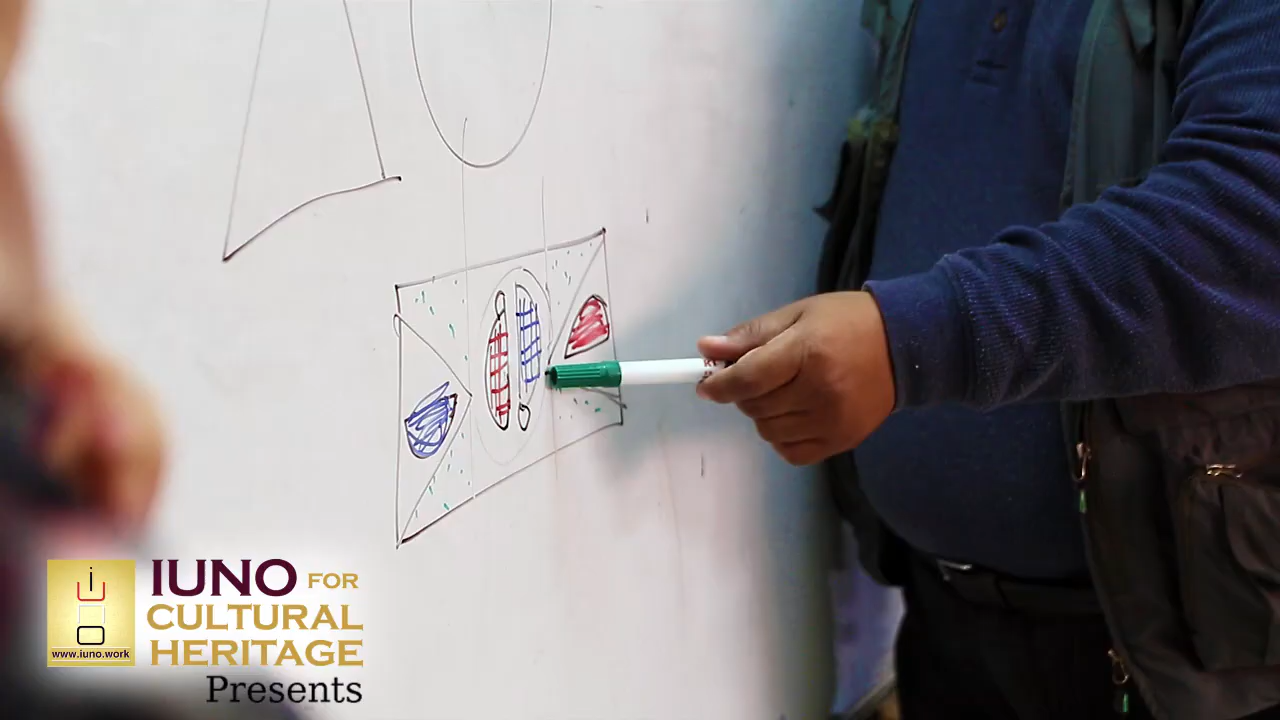 IUNO FOR
CULTURAL
HERITAGE
Presents
www.iuno.work